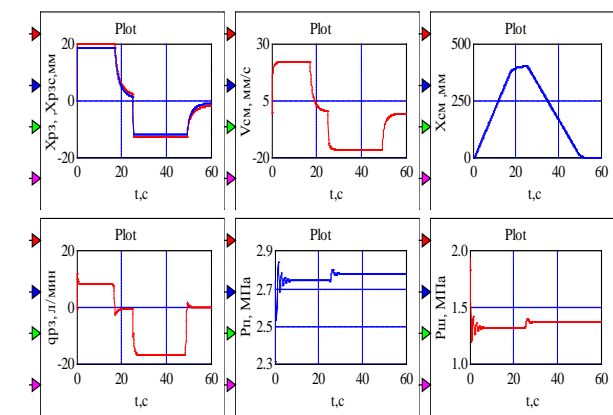 Plot
20
0
-20
0 20 40 60
t,c
Xрз, ,Xрзс,мм
Plot
30
5
-20
0 20 40 60
t,c
Vсм, мм/с
Plot
500
250
0
0 20 40 60
t,c
Xсм ,мм
Plot
20
0
-20
0 20 40 60
t,c
qрз, л/мин
Plot
2.9
2.7
2.5
2.3
0 20 40 60
t,c
Pп, МПа
Plot
2.0
1.5
1.0
0 20 40 60
t,c
Pш, МПа